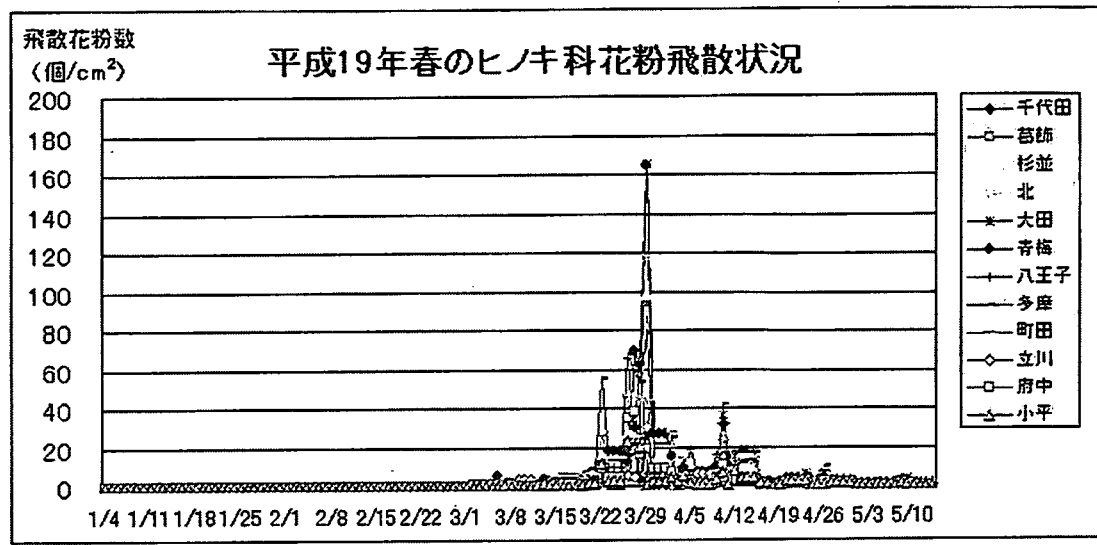 飛散花粉数
(個/cm²)
平成19年春のヒノキ科花粉飛散状況
200
180
160
140
120
100
80
60
40
20
0
1/4 1/11 1/18 1/25 2/1 2/8 2/15 2/22 3/1 3/8 3/15 3/22 3/29 4/5 4/12 4/19 4/26 5/3 5/10
千代田
葛飾
杉並
北
大田
青梅
八王子
多摩
町田
立川
府中
小平